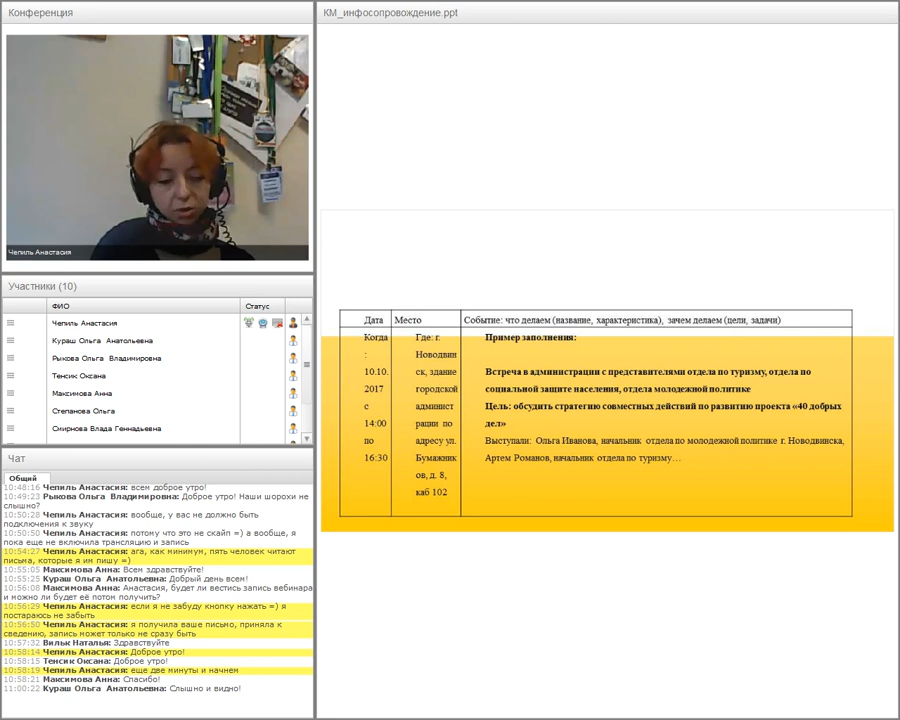 Конференция
Чепиль Анастасия
Участники (10)
ФИО
Статус
Чепиль Анастасия
Кураш Ольга Анатольевна
Рыкова Ольга Владимировна
Тенсик Оксана
Максимова Анна
Степанова Ольга
Смирнова Влада Геннадьевна
Чат
Общий
10:48:16 Чепиль Анастасия: всем доброе утро!
10:49:23 Рыкова Ольга Владимировна: Доброе утро! Наши шорохи не
слышно?
10:50:28 Чепиль Анастасия: вообще, у вас не должно быть
подключения к звуку
10:50:50 Чепиль Анастасия: потому что это не скайп =) а вообще, я
пока еще не включила трансляцию и запись
10:54:27 Чепиль Анастасия: ага, как минимум, пять человек читают
письма, которые я им пишу =)
10:55:05 Максимова Анна: Всем здравствуйте!
10:55:25 Кураш Ольга Анатольевна: Добрый день всем!
10:56:08 Максимова Анна: Анастасия, будет ли вестись запись вебинара
и можно ли будет её потом получить?
10:56:29 Чепиль Анастасия: если я не забуду кнопку нажать =) я
постараюсь не забыть
10:56:50 Чепиль Анастасия: я получила ваше письмо, приняла к
сведению, запись может только не сразу быть
10:57:32 Вильк Наталья: Здравствуйте
10:58:14 Чепиль Анастасия: Доброе утро!
10:58:15 Тенсик Оксана: Доброе утро!
10:58:19 Чепиль Анастасия: еще две минуты и начнем
10:58:21 Максимова Анна: Спасибо!
11:00:22 Кураш Ольга Анатольевна: Слышно и видно!
КМ_инфосопровождение.ppt
Дата
Место
Событие: что делаем (название, характеристика), зачем делаем (цели, задачи)
Когда
:
10.10.
2017
с
14:00
по
16:30
Где: г.
Новодвин
ск, здание
городской
админист
рации по
адресу ул.
Бумажник
ов, д. 8,
каб 102
Пример заполнения:
Встреча в администрации с представителями отдела по туризму, отдела по
социальной защите населения, отдела молодежной политике
Цель: обсудить стратегию совместных действий по развитию проекта «40 добрых
дел»
Выступали: Ольга Иванова, начальник отдела по молодежной политике г. Новодвинска,
Артем Романов, начальник отдела по туризму…